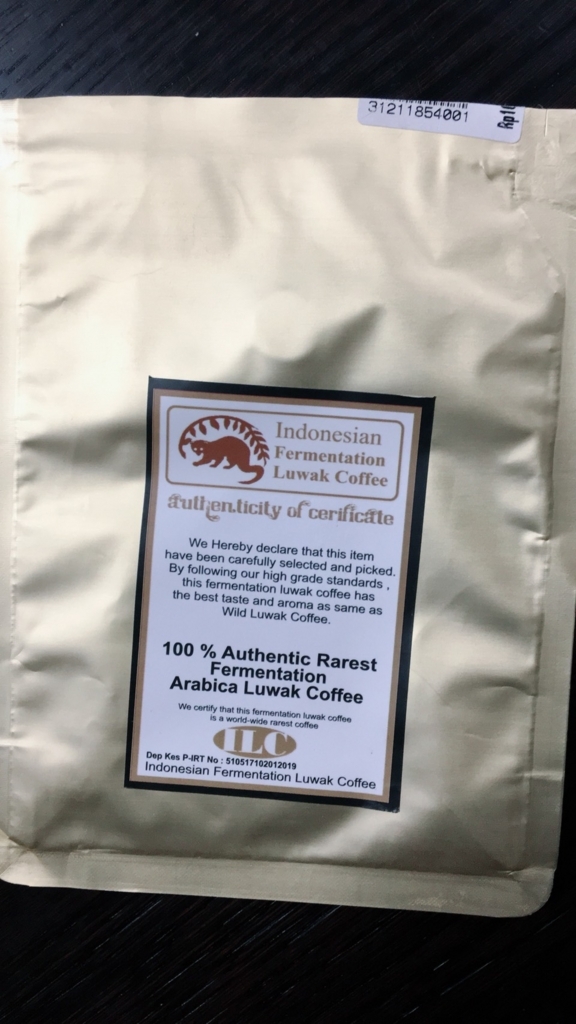 31211854001
Indonesian
Fermentation
Luwak Coffee
authenticity of cerificate
We Hereby declare that this item
have been carefully selected and picked.
By following our high grade standards ,
this fermentation luwak coffee has
the best taste and aroma as same as
Wild Luwak Coffee.
100 % Authentic Rarest
Fermentation
Arabica Luwak Coffee
We certify that this fermentation luwak coffee
is a world-wide rarest coffee
ILC
Dep Kes P-IRT No : 510517102012019
Indonesian Fermentation Luwak Coffee